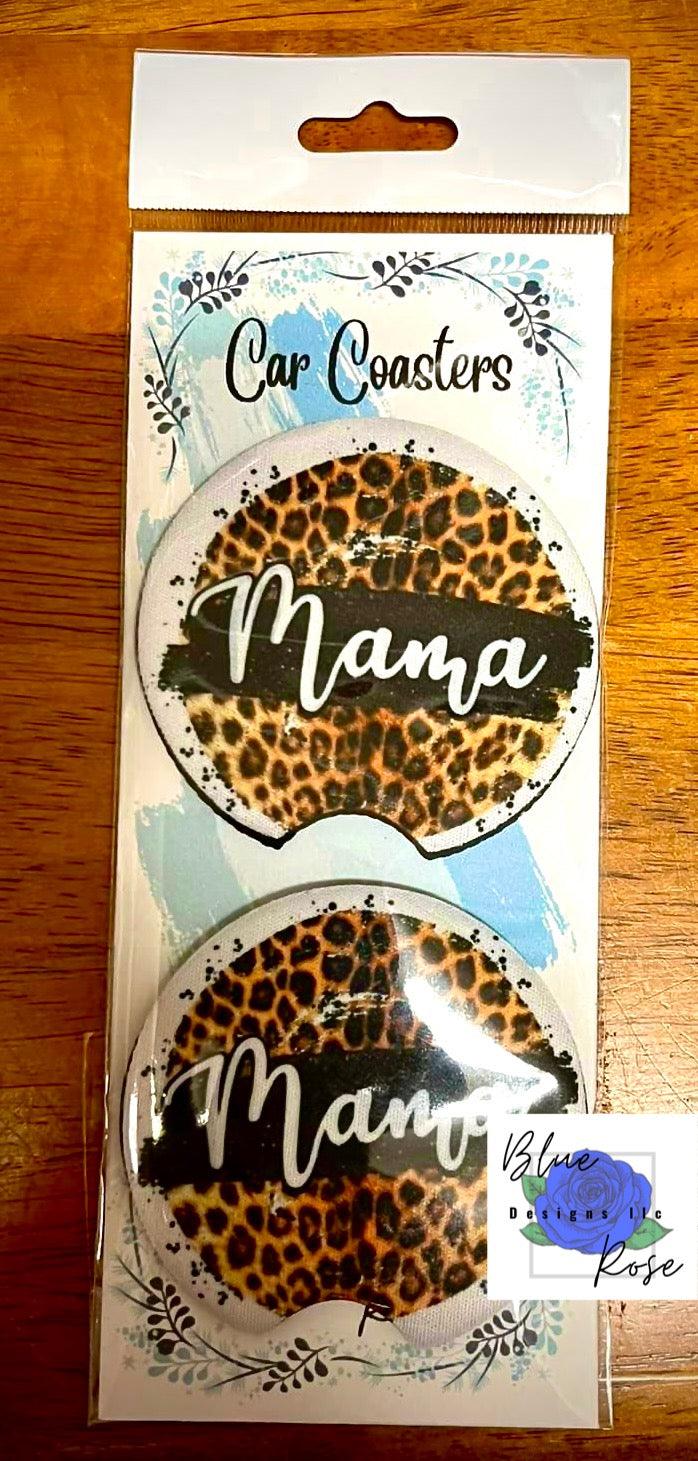 Car Coasters
Mama
Mama
Blue
Designs llc
Rose